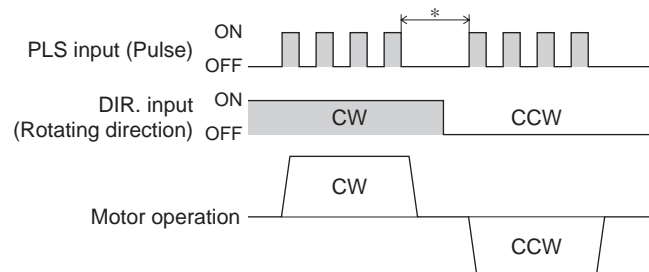 ON
*
PLS input (Pulse)
OFF
DIR. input
(Rotating direction)
ON
OFF
CW
CCW
CW
Motor operation
CCW